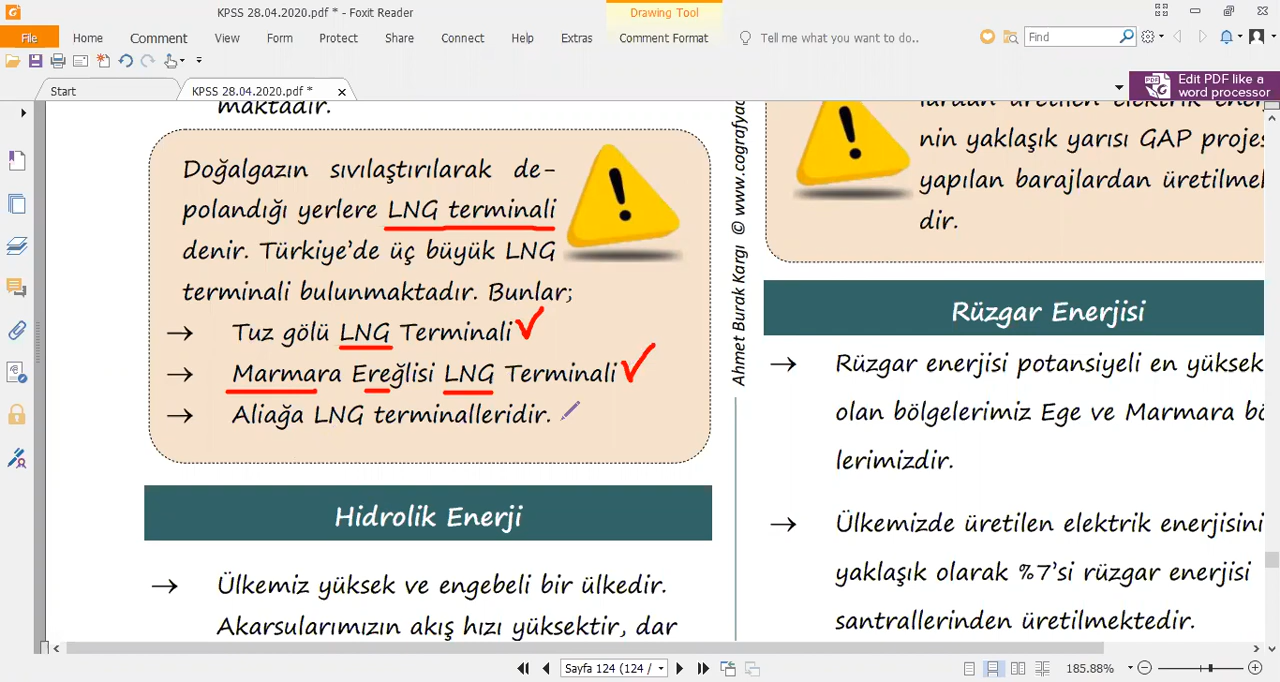 KPSS 28.04.2020.pdf * - Foxit Reader
Drawing Tool
File
Home
Comment
View
Form
Protect
Share
Connect
Help
Extras
Comment Format
Tell me what you want to do..
Find
Start
KPSS 28.04.2020.pdf *
Edit PDF like a
word processor
maktadır.
Doğalgazın sıvılaştırılarak de-
polandığı yerlere LNG terminali
denir. Türkiye'de üç büyük LNG
terminali bulunmaktadır. Bunlar;
→ Tuz gölü LNG Terminali
→ Marmara Ereğlisi LNG Terminali
→ Aliağa LNG terminalleridir.
Hidrolik Enerji
→ Ülkemiz yüksek ve engebeli bir ülkedir.
Akarsularımızın akış hızı yüksektir, dar
Ahmet Burak Kargı © www.cografyad
lardan üretilen elektrik ener
nin yaklaşık yarısı GAP proje
yapılan barajlardan üretilme
dir.
Rüzgar Enerjisi
→ Rüzgar enerjisi potansiyeli en yüksek
olan bölgelerimiz Ege ve Marmara bö
lerimizdir.
→ Ülkemizde üretilen elektrik enerjisini
yaklaşık olarak %7'si rüzgar enerjisi
santrallerinden üretilmektedir.
Sayfa 124 (124 /
185.88%